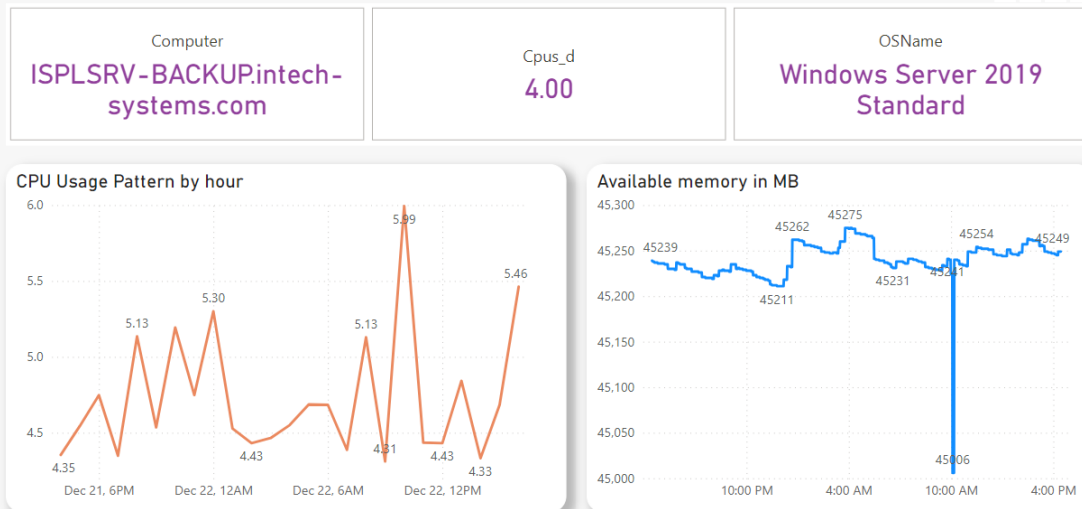 Computer
ISPLSRV-BACKUP.intech-
systems.com
Cpus_d
4.00
OSName
Windows Server 2019
Standard
CPU Usage Pattern by hour
6.0
5.5
5.0
4.5
4.35
5.13
5.30
4.43
5.13
4.31
5.99
4.43
4.33
5.46
Dec 21, 6PM
Dec 22, 12AM
Dec 22, 6AM
Dec 22, 12PM
Available memory in MB
45,300
45,250
45,200
45,150
45,100
45,050
45,000
45239
45211
45262
45275
45231
45241
45006
45254
45249
10:00 PM
4:00 AM
10:00 AM
4:00 PM